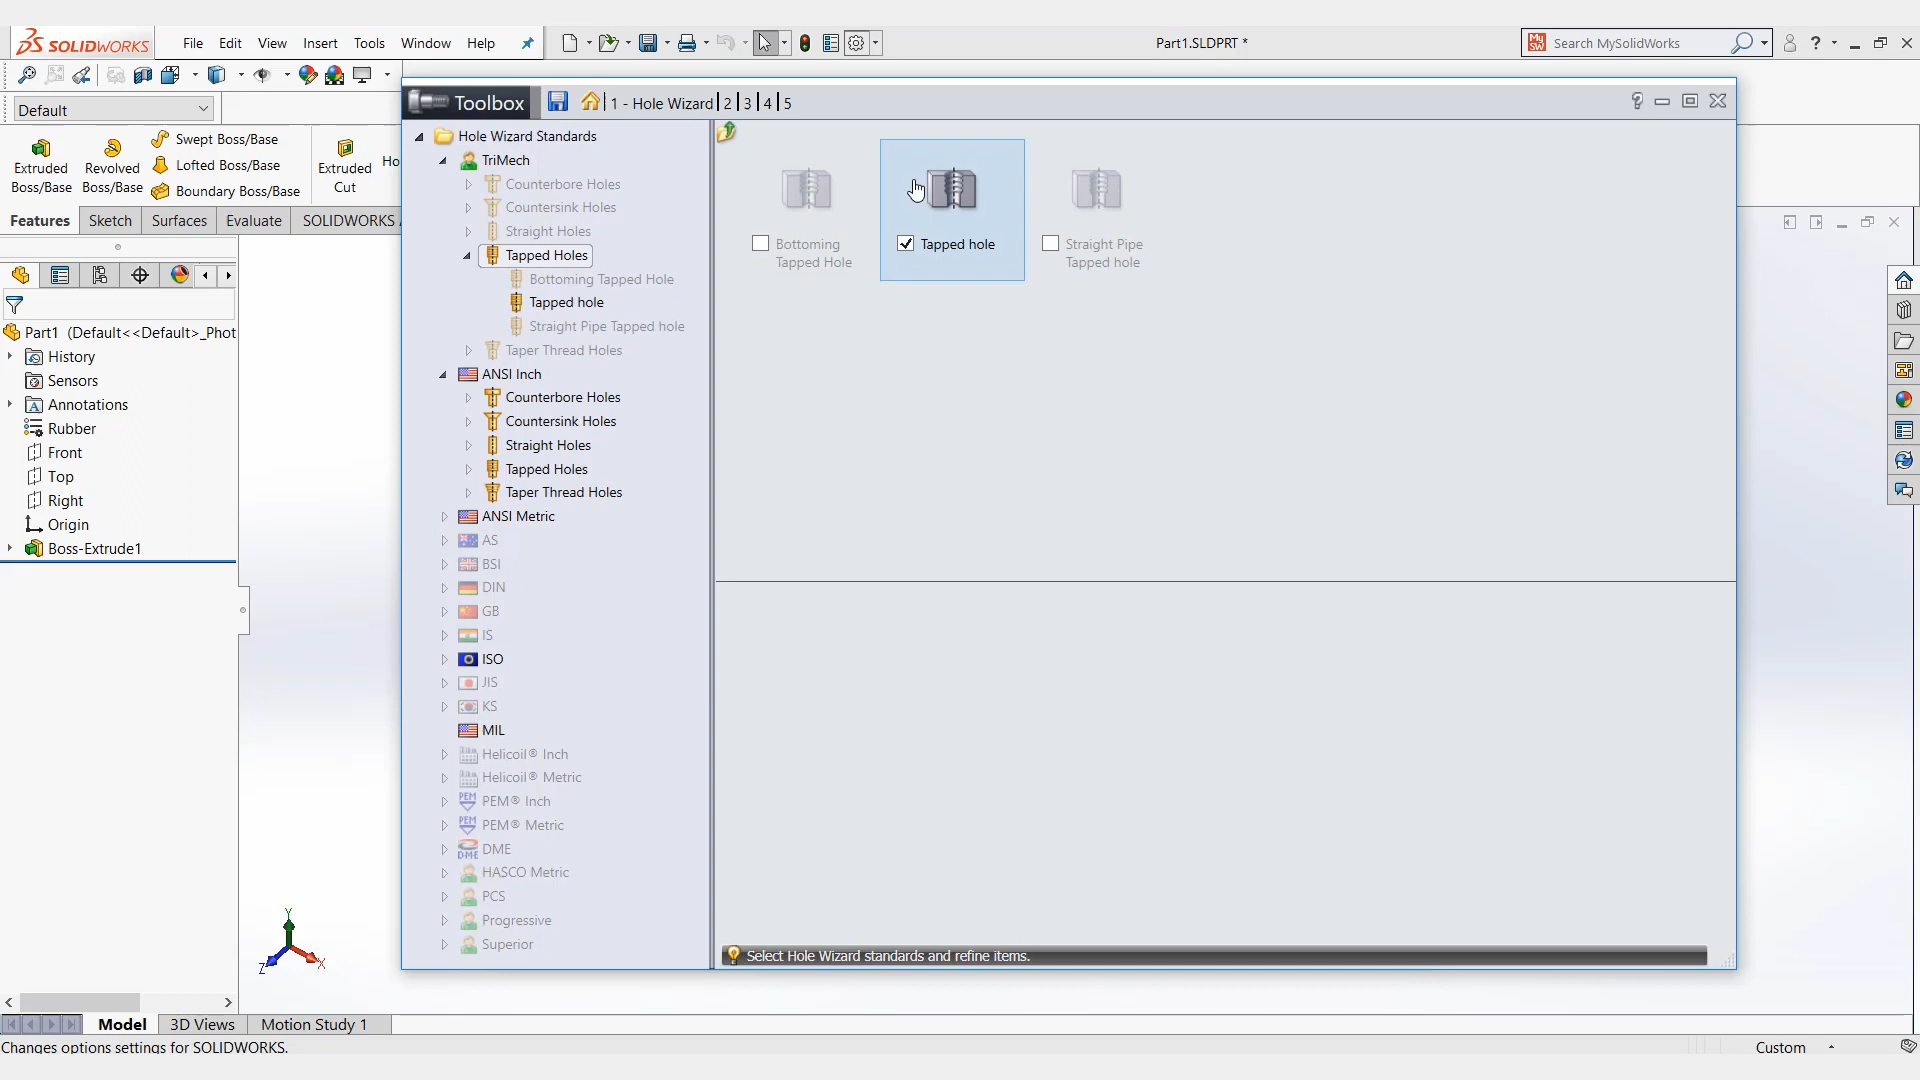 SOLIDWORKS
File Edit View Insert Tools Window Help
Part1.SLDPRT *
Search MySolidWorks
Default
Extruded Boss/Base
Revolved Boss/Base
Swept Boss/Base
Lofted Boss/Base
Boundary Boss/Base
Extruded Cut
Ho
Features Sketch Surfaces Evaluate SOLIDWORKS A
Part1 (Default<<Default>_Phot
History
Sensors
Annotations
Rubber
Front
Top
Right
Origin
Boss-Extrude1
Toolbox 1 - Hole Wizard 2 3 4 5
Hole Wizard Standards
TriMech
Counterbore Holes
Countersink Holes
Straight Holes
Tapped Holes
Bottoming Tapped Hole
Tapped hole
Straight Pipe Tapped hole
Taper Thread Holes
ANSI Inch
Counterbore Holes
Countersink Holes
Straight Holes
Tapped Holes
Taper Thread Holes
ANSI Metric
AS
BSI
DIN
GB
IS
ISO
JIS
KS
MIL
Helicoil® Inch
Helicoil® Metric
PEM® Inch
PEM® Metric
DME
HASCO Metric
PCS
Progressive
Superior
Bottoming
Tapped Hole
Tapped hole
Straight Pipe
Tapped hole
Select Hole Wizard standards and refine items.
Y
Z
X
Model 3D Views Motion Study 1
Changes options settings for SOLIDWORKS.
Custom